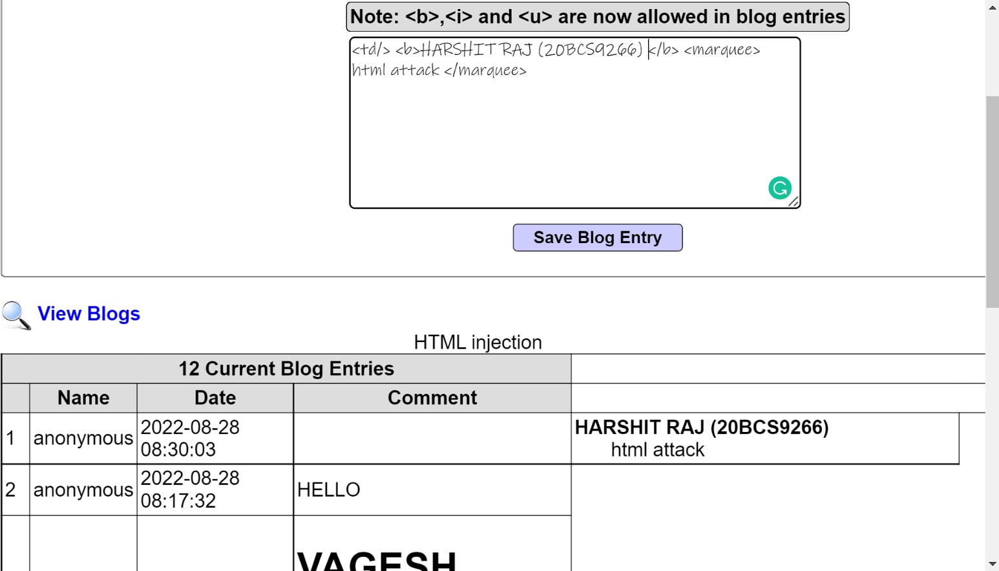 Note: <b>,<i> and <u> are now allowed in blog entries
<td/> <b>HARSHIT RAJ (20BCS9266) </b> <marquee>
html attack </marquee>
Save Blog Entry
View Blogs
HTML injection
12 Current Blog Entries
Name Date Comment
1 anonymous 2022-08-28 08:30:03 HARSHIT RAJ (20BCS9266)
html attack
2 anonymous 2022-08-28 08:17:32 HELLO
VAGESH